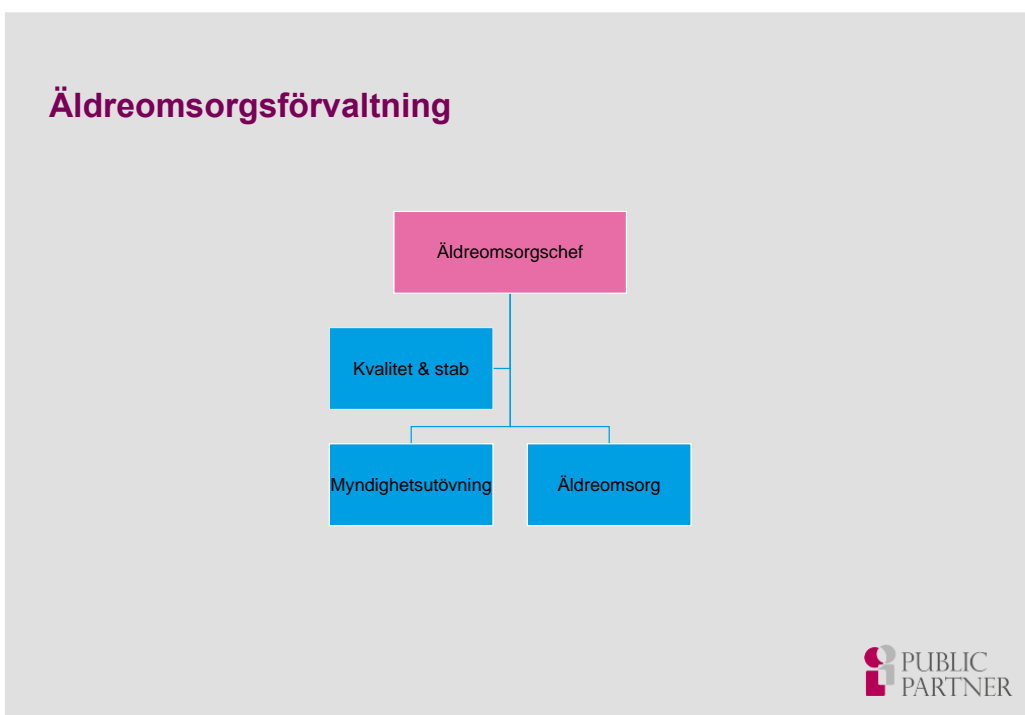 Äldreomsorgsförvaltning
Äldreomsorgschef
Kvalitet & stab
Myndighetsutövning
Äldreomsorg
PUBLIC
PARTNER